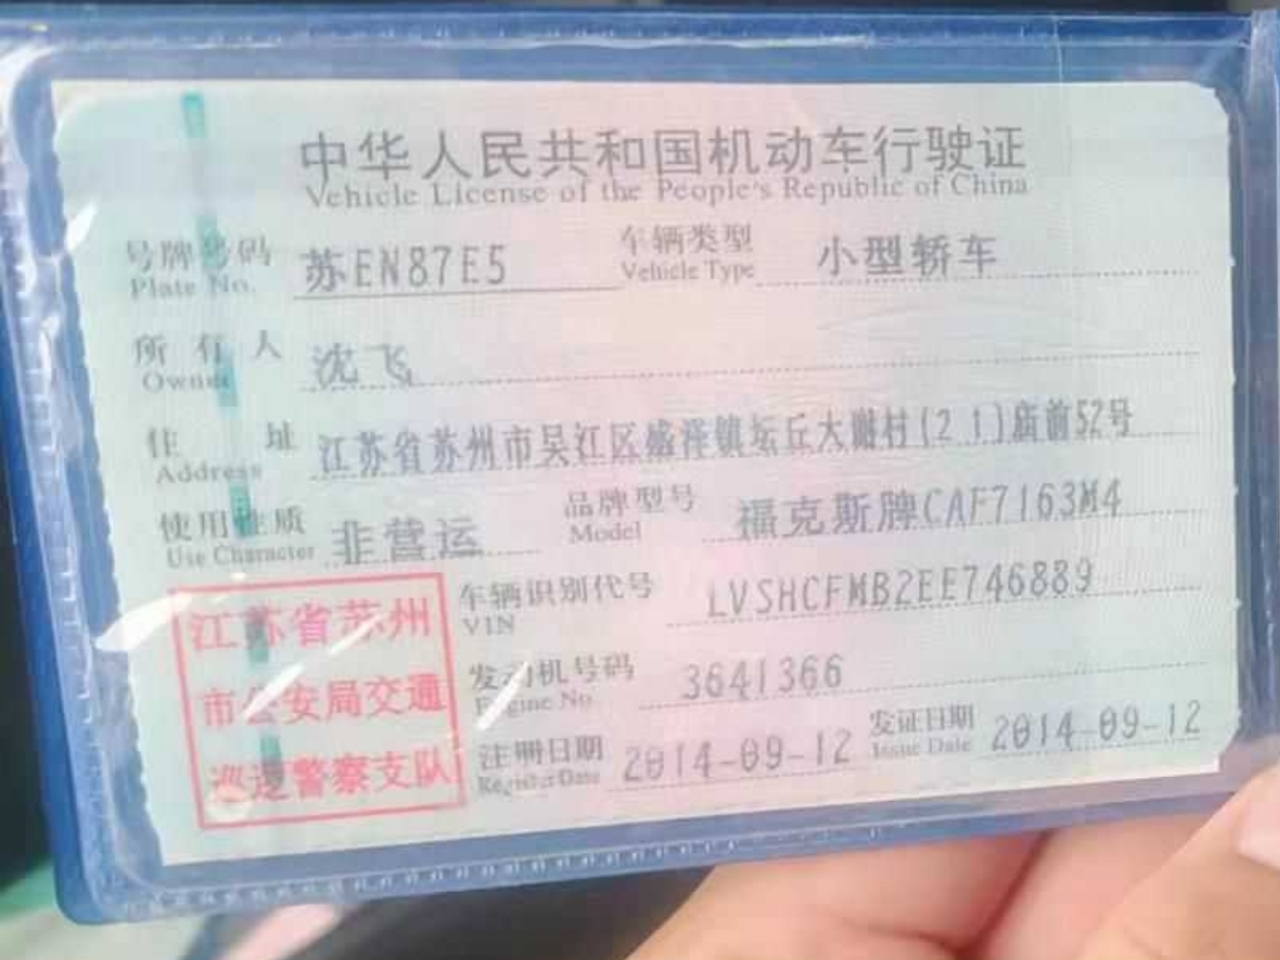 中华人民共和国机动车行驶证
Vehicle License of the People's Republic of China
号牌号码 苏EN87E5 车辆类型 小型轿车
Plate No. Vehicle Type
所有人 沈飞
Owner
住址 江苏省苏州市吴江区盛泽镇坛丘大谢村(21)庙前52号
Address
使用性质 非营运 品牌型号 福克斯牌CAF7163M4
Use Character Model
江苏省苏州
市公安局交通
巡逻警察支队
车辆识别代号 LVSHCFMB2EE746889
VIN
发动机号码 3641366
Engine No.
注册日期 2014-09-12 发证日期 2014-09-12
Register Date Issue Date